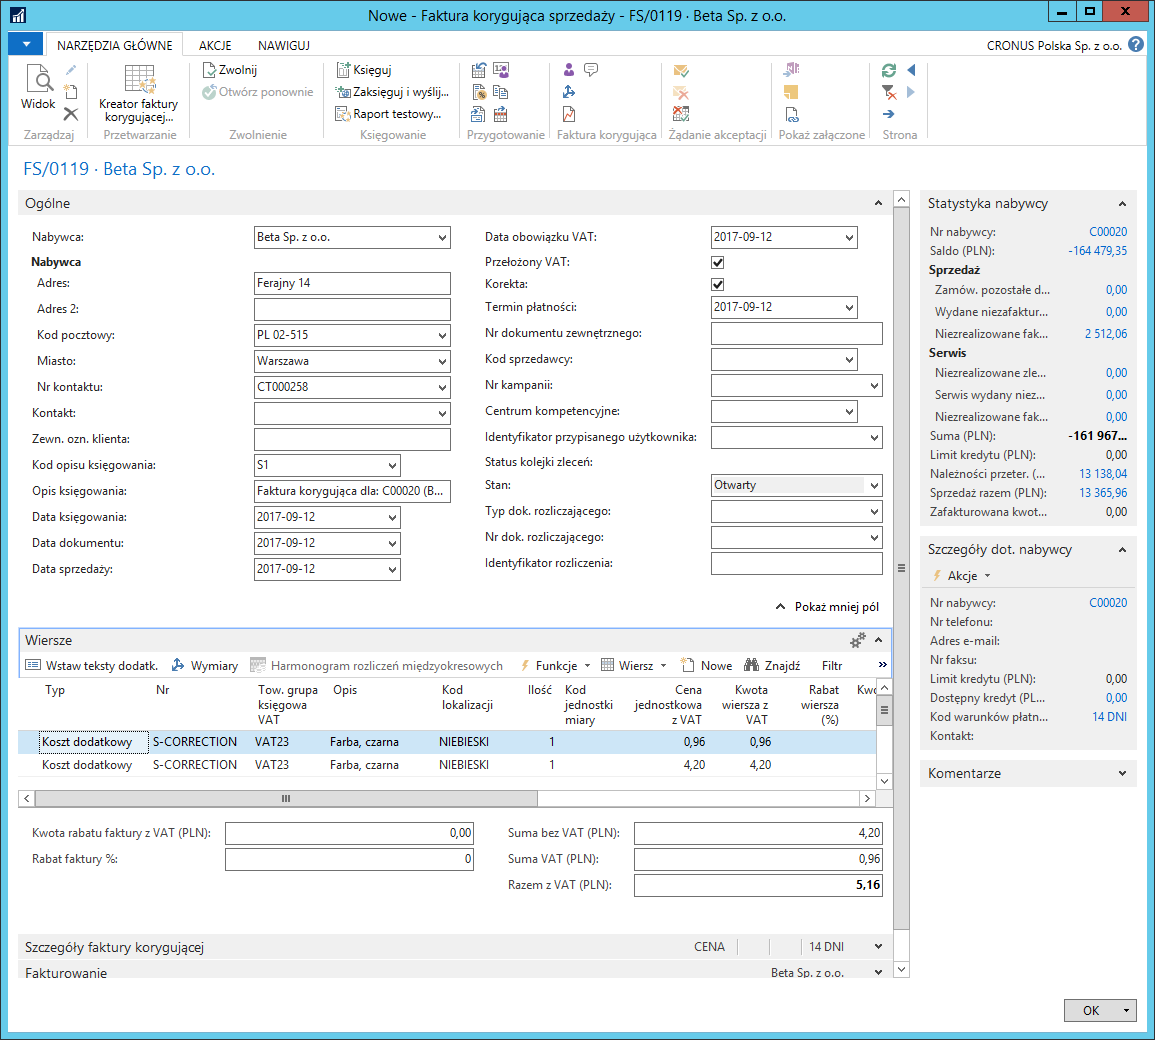 Nowe - Faktura korygująca sprzedaży - FS/0119 · Beta Sp. z o.o.
NARZĘDZIA GŁÓWNE AKCJE NAWIGUJ CRONUS Polska Sp. z o.o.
Widok
Zarządzaj
Kreator faktury
korygującej...
Przetwarzanie
Zwolnij
Otwórz ponownie
Zwolnienie
Księguj
Zaksięguj i wyślij...
Raport testowy...
Księgowanie
Przygotowanie
Faktura korygująca
Żądanie akceptacji
Pokaż załączone
Strona
FS/0119 · Beta Sp. z o.o.
Ogólne
Nabywca: Beta Sp. z o.o.
Nabywca
Adres: Ferajny 14
Adres 2:
Kod pocztowy: PL 02-515
Miasto: Warszawa
Nr kontaktu: CT000258
Kontakt:
Zewn. ozn. klienta:
Kod opisu księgowania: S1
Opis księgowania: Faktura korygująca dla: C00020 (B...
Data księgowania: 2017-09-12
Data dokumentu: 2017-09-12
Data sprzedaży: 2017-09-12
Data obowiązku VAT: 2017-09-12
Przełożony VAT:
Korekta:
Termin płatności: 2017-09-12
Nr dokumentu zewnętrznego:
Kod sprzedawcy:
Nr kampanii:
Centrum kompetencyjne:
Identyfikator przypisanego użytkownika:
Status kolejki zleceń:
Stan: Otwarty
Typ dok. rozliczającego:
Nr dok. rozliczającego:
Identyfikator rozliczenia:
Pokaż mniej pól
Wiersze
Wstaw teksty dodatk. Wymiary Harmonogram rozliczeń międzyokresowych Funkcje Wiersz Nowe Znajdź Filtr »
Typ Nr Tow. grupa księgowa VAT Opis Kod lokalizacji Ilość Kod jednostki miary Cena jednostkowa z VAT Kwota wiersza z VAT Rabat wiersza (%) Kwo
Koszt dodatkowy S-CORRECTION VAT23 Farba, czarna NIEBIESKI 1 0,96 0,96
Koszt dodatkowy S-CORRECTION VAT23 Farba, czarna NIEBIESKI 1 4,20 4,20
Kwota rabatu faktury z VAT (PLN): 0,00
Rabat faktury %: 0
Suma bez VAT (PLN): 4,20
Suma VAT (PLN): 0,96
Razem z VAT (PLN): 5,16
Szczegóły faktury korygującej CENA 14 DNI
Fakturowanie Beta Sp. z o.o.
Statystyka nabywcy
Nr nabywcy: C00020
Saldo (PLN): -164 479,35
Sprzedaż
Zamów. pozostałe d... 0,00
Wydane niezafaktur... 0,00
Niezrealizowane fak... 2 512,06
Serwis
Niezrealizowane zle... 0,00
Serwis wydany niez... 0,00
Niezrealizowane fak... 0,00
Suma (PLN): -161 967...
Limit kredytu (PLN): 0,00
Należności przeter. (... 13 138,04
Sprzedaż razem (PLN): 13 365,96
Zafakturowana kwot... 0,00
Szczegóły dot. nabywcy
Akcje
Nr nabywcy: C00020
Nr telefonu:
Adres e-mail:
Nr faksu:
Limit kredytu (PLN): 0,00
Dostępny kredyt (PL... 0,00
Kod warunków płatn... 14 DNI
Kontakt:
Komentarze
OK